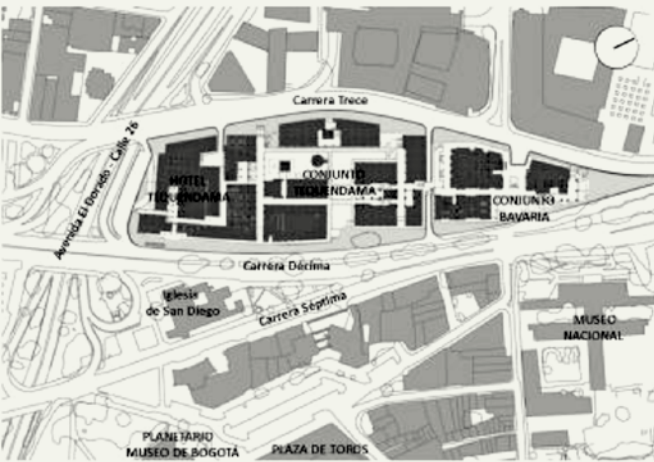 Carrera Trece
Avenida El Dorado - Calle 26
HOTEL
TEQUENDAMA
CONJUNTO
TEQUENDAMA
CONJUNTO
BAVARIA
Carrera Décima
Iglesia
de San Diego
Carrera Séptima
MUSEO
NACIONAL
PLANETARIO
MUSEO DE BOGOTÁ
PLAZA DE TOROS